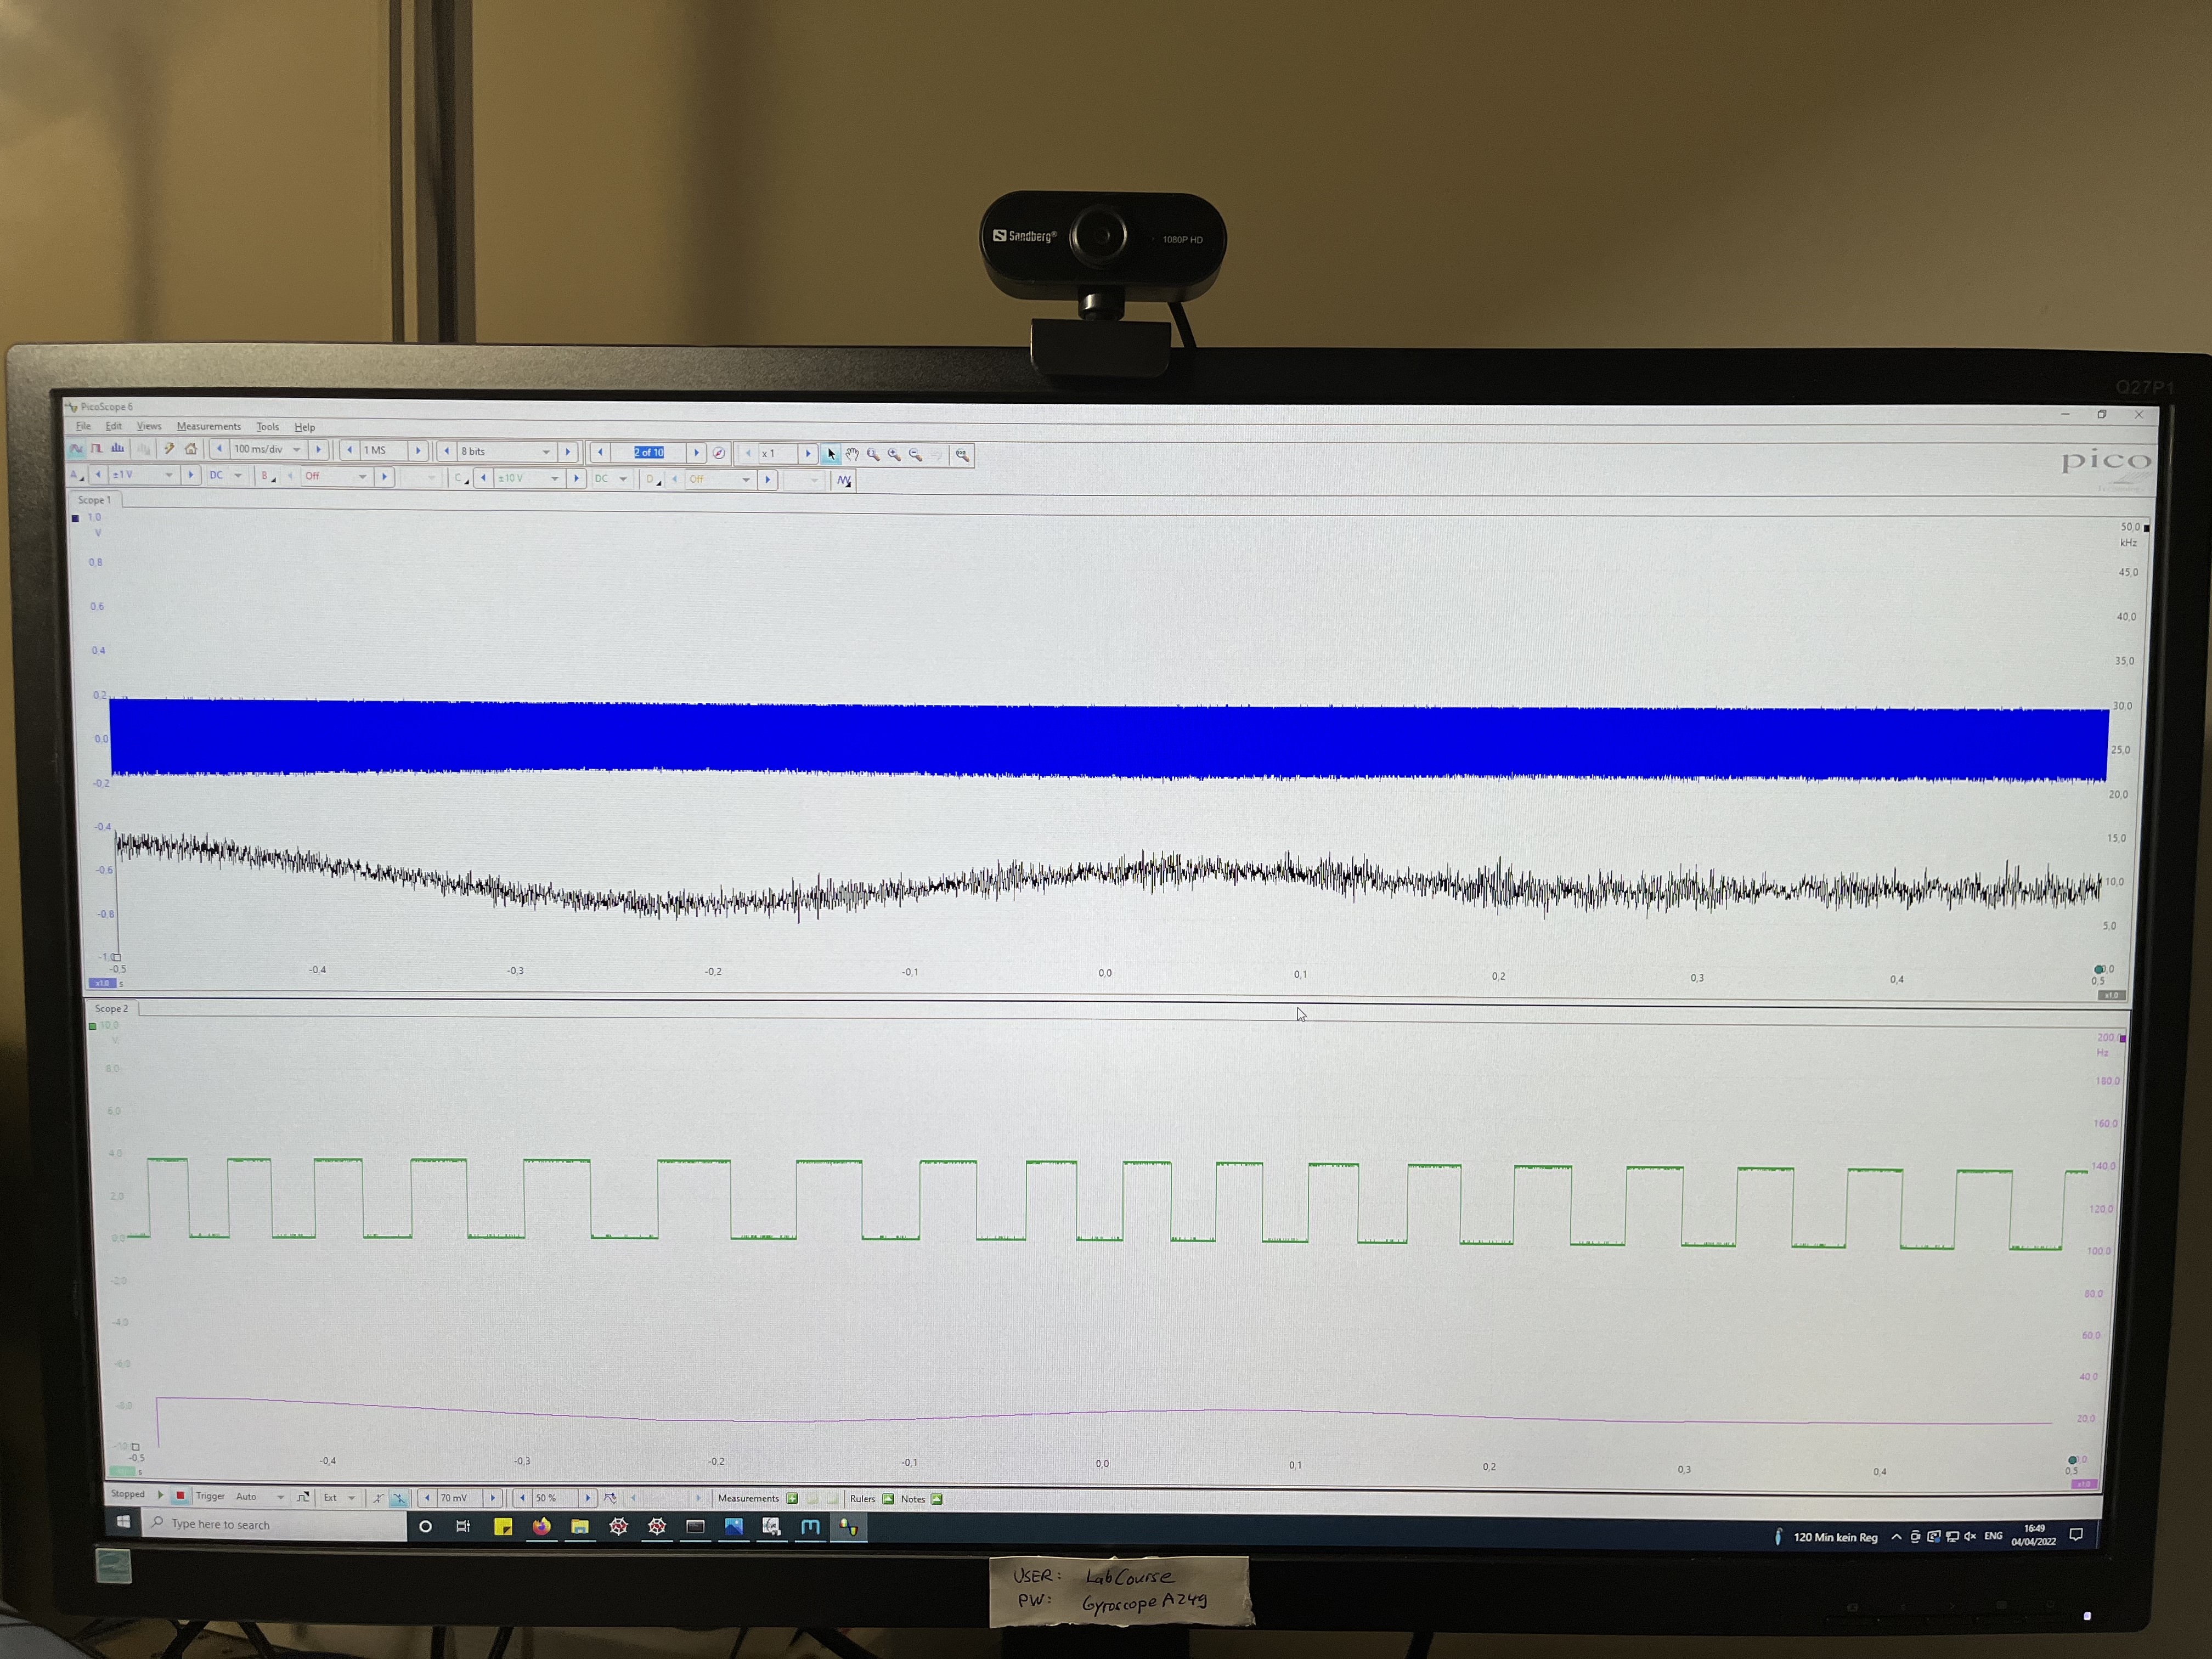 Sandberg® 1080P HD
Q27P1
PicoScope 6
File Edit Views Measurements Tools Help
100 ms/div 1 MS 8 bits 2 of 10 x 1
pico
A ±1 V DC B Off C ±10 V DC D Off
Scope 1
1,0 50,0
V kHz
0,8 45,0
0,6 40,0
0,4 35,0
0,2 30,0
0,0 25,0
-0,2 20,0
-0,4 15,0
-0,6 10,0
-0,8 5,0
-1,0 0,0
-0,5 -0,4 -0,3 -0,2 -0,1 0,0 0,1 0,2 0,3 0,4 0,5
x1,0 s x1,0
Scope 2
10,0 200,0
V Hz
8,0 180,0
6,0 160,0
4,0 140,0
2,0 120,0
0,0 100,0
-2,0 80,0
-4,0 60,0
-6,0 40,0
-8,0 20,0
-10,0
-0,5 -0,4 -0,3 -0,2 -0,1 0,0 0,1 0,2 0,3 0,4 0,5
s x1,0
Stopped Trigger Auto Ext 70 mV 50 % Measurements Rulers Notes
Type here to search
120 Min kein Reg ENG 16:49
04/04/2022
USER: LabCourse
PW: GyroscopeA249